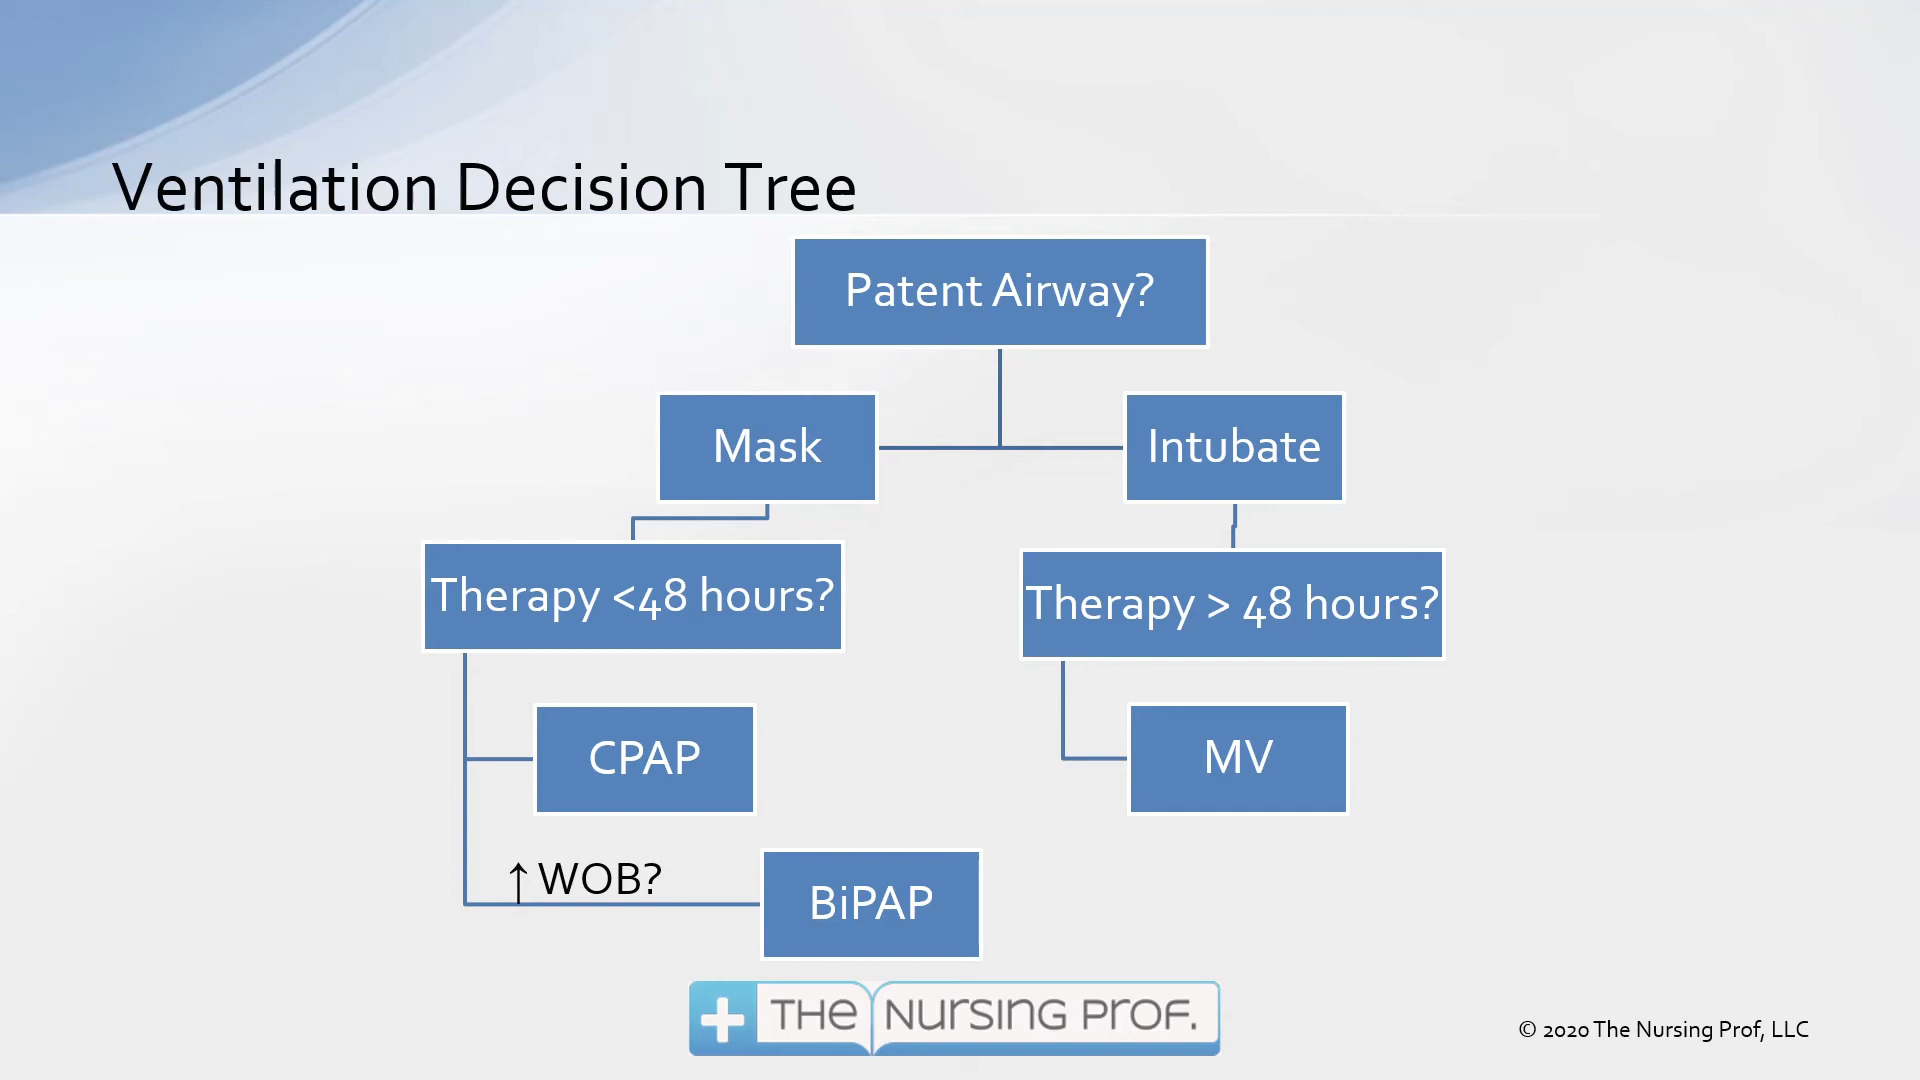 Ventilation Decision Tree
Patent Airway?
Mask
Intubate
Therapy <48 hours?
Therapy > 48 hours?
CPAP
MV
↑ WOB?
BiPAP
THE NURSING PROF.
© 2020 The Nursing Prof, LLC